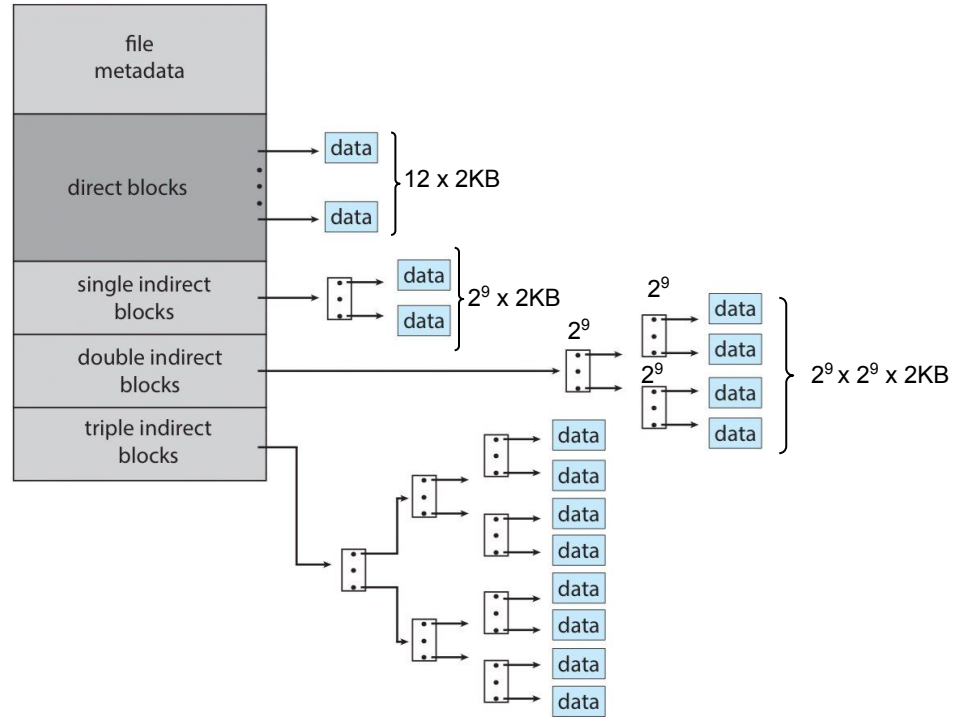 file
metadata
direct blocks
data
data
12 x 2KB
single indirect
blocks
data
data
2⁹ x 2KB
double indirect
blocks
2⁹
2⁹
2⁹
data
data
data
data
2⁹ x 2⁹ x 2KB
triple indirect
blocks
data
data
data
data
data
data
data
data